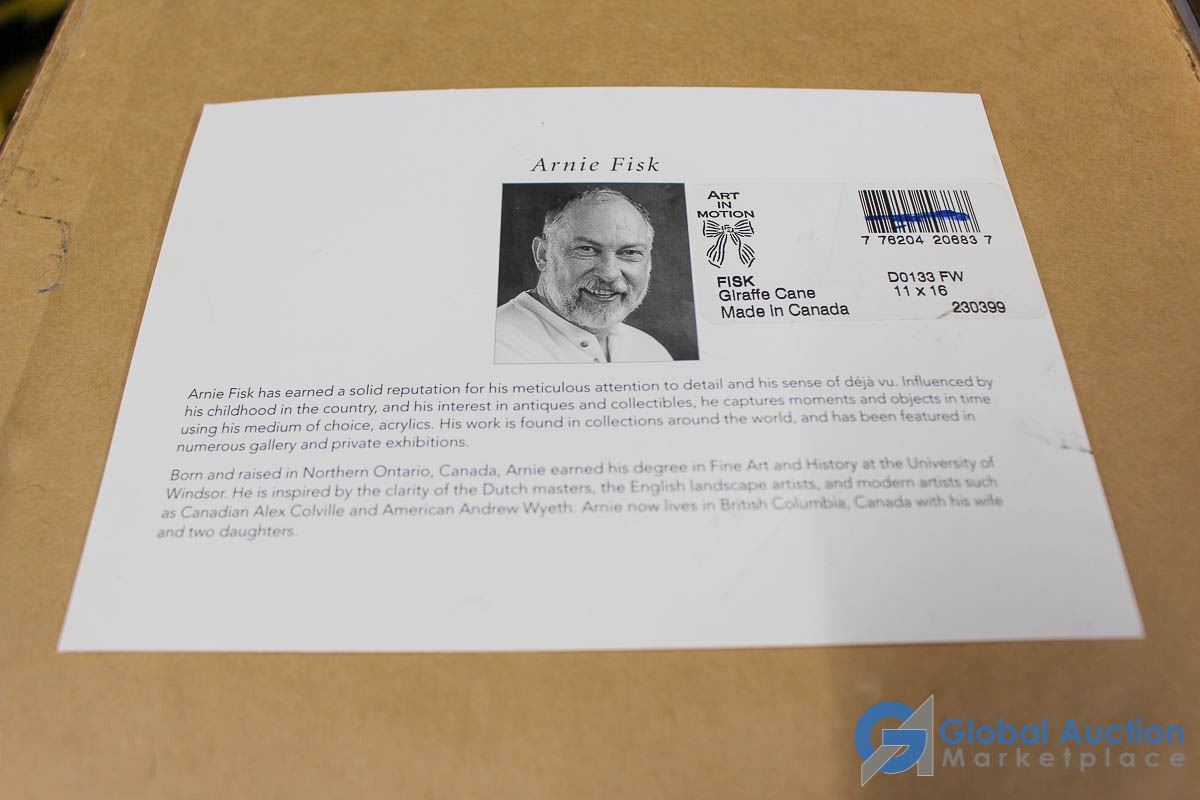 Arnie Fisk
ART
IN
MOTION
7 76204 20683 7
FISK
Giraffe Cane
Made In Canada
D0133 FW
11 x 16
230399
Arnie Fisk has earned a solid reputation for his meticulous attention to detail and his sense of déjà vu. Influenced by
his childhood in the country, and his interest in antiques and collectibles, he captures moments and objects in time
using his medium of choice, acrylics. His work is found in collections around the world, and has been featured in
numerous gallery and private exhibitions.
Born and raised in Northern Ontario, Canada, Arnie earned his degree in Fine Art and History at the University of
Windsor. He is inspired by the clarity of the Dutch masters, the English landscape artists, and modern artists such
as Canadian Alex Colville and American Andrew Wyeth. Arnie now lives in British Columbia, Canada with his wife
and two daughters.
Global Auction
Marketplace